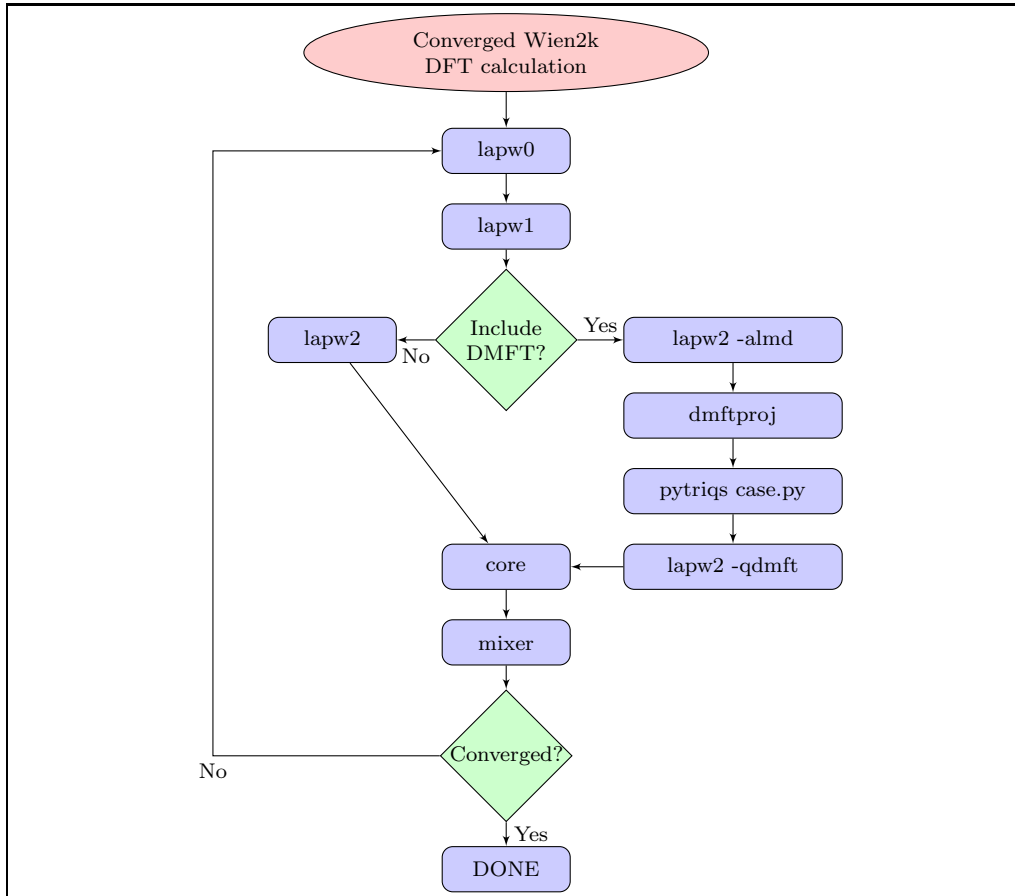 Converged Wien2k
DFT calculation
lapw0
lapw1
Include
DMFT?
Yes
No
lapw2
lapw2 -almd
dmftproj
pytriqs case.py
lapw2 -qdmft
core
mixer
Converged?
No
Yes
DONE